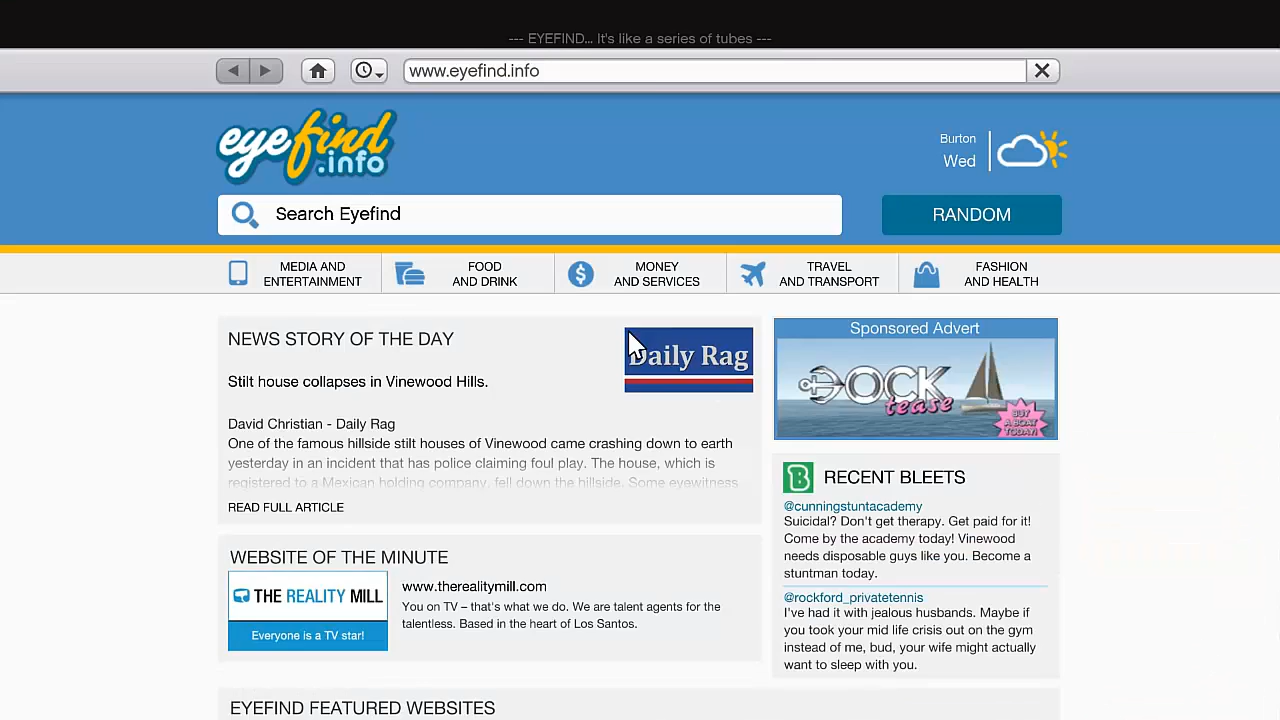 --- EYEFIND... It's like a series of tubes ---
www.eyefind.info
eyefind
.info
Burton
Wed
Search Eyefind
RANDOM
MEDIA AND
ENTERTAINMENT
FOOD
AND DRINK
MONEY
AND SERVICES
TRAVEL
AND TRANSPORT
FASHION
AND HEALTH
NEWS STORY OF THE DAY
Daily Rag
Stilt house collapses in Vinewood Hills.
David Christian - Daily Rag
One of the famous hillside stilt houses of Vinewood came crashing down to earth
yesterday in an incident that has police claiming foul play. The house, which is
registered to a Mexican holding company, fell down the hillside. Some eyewitness
READ FULL ARTICLE
WEBSITE OF THE MINUTE
THE REALITY MILL
Everyone is a TV star!
www.therealitymill.com
You on TV – that's what we do. We are talent agents for the
talentless. Based in the heart of Los Santos.
Sponsored Advert
DOCK
tease
BUY
A BOAT
TODAY!
B
RECENT BLEETS
@cunningstuntacademy
Suicidal? Don't get therapy. Get paid for it!
Come by the academy today! Vinewood
needs disposable guys like you. Become a
stuntman today.
@rockford_privatetennis
I've had it with jealous husbands. Maybe if
you took your mid life crisis out on the gym
instead of me, bud, your wife might actually
want to sleep with you.
EYEFIND FEATURED WEBSITES